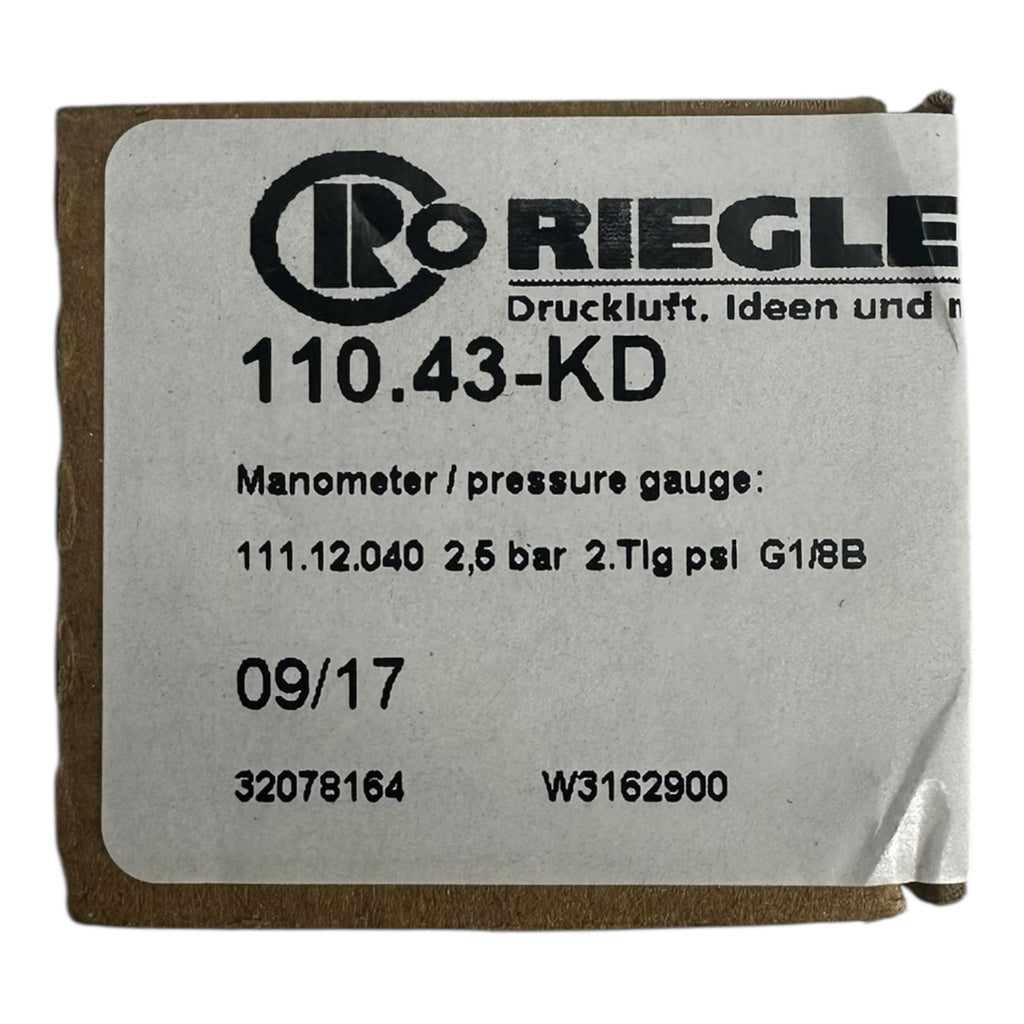 RIEGLE
Druckluft. Ideen und
110.43-KD
Manometer / pressure gauge:
111.12.040 2,5 bar 2.Tlg psi G1/8B
09/17
32078164 W3162900